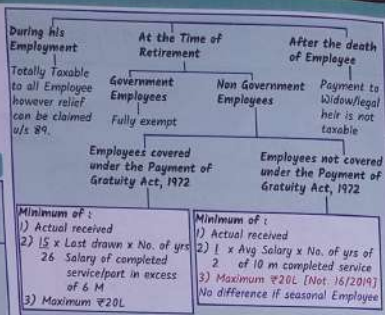 During his
Employment
Totally Taxable
to all Employee
however relief
can be claimed
u/s 89.
At the Time of
Retirement
Government
Employees
Fully exempt
Non Government
Employees
After the death
of Employee
Payment to
Widow/legal
heir is not
taxable
Employees covered
under the Payment of
Gratuity Act, 1972
Minimum of :
1) Actual received
2) 15 x Last drawn x No. of yrs
26 Salary of completed
service/part in excess
of 6 M
3) Maximum ₹20L
Employees not covered
under the Payment of
Gratuity Act, 1972
Minimum of :
1) Actual received
2) 1 x Avg Salary x No. of yrs of
2 of 10 m completed service
3) Maximum ₹20L [Not. 16/2019]
No difference if seasonal Employee